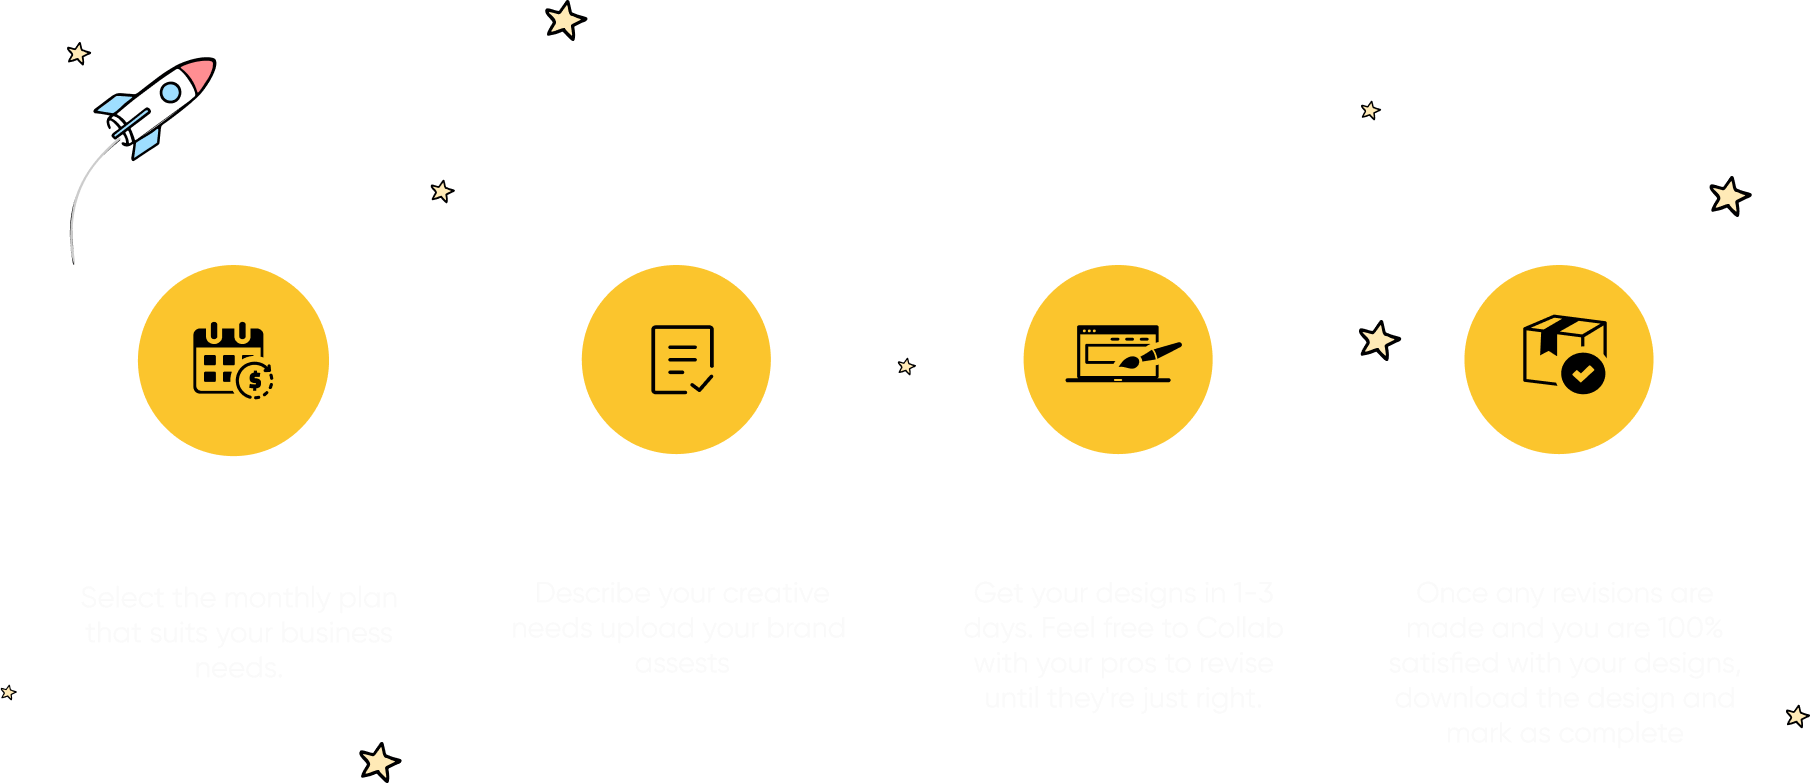 Select the monthly plan
that suits your business
needs.
Describe your creative
needs upload your brand
assests
Get your designs in 1-3
days. Feel free to Collab
with your pros to revise
until they're just right.
Once any revisions are
made and you are 100%
satisfied with your designs,
download the design and
mark as complete